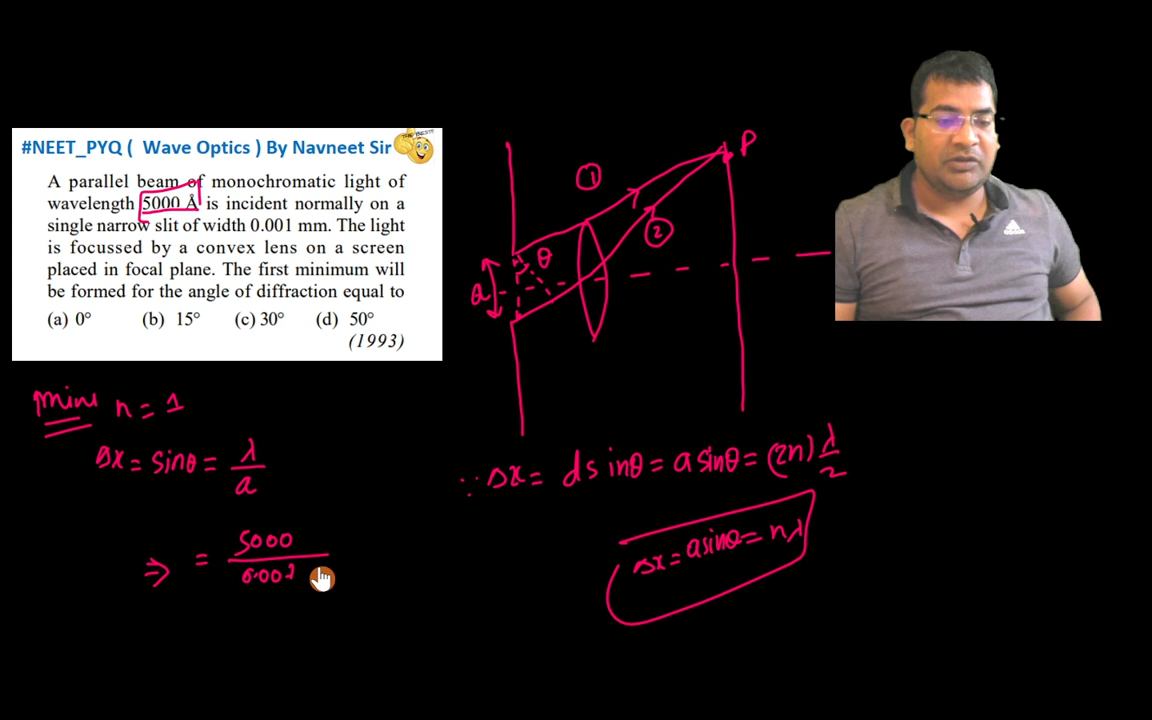 #NEET_PYQ ( Wave Optics ) By Navneet Sir
A parallel beam of monochromatic light of
wavelength 5000 Å is incident normally on a
single narrow slit of width 0.001 mm. The light
is focussed by a convex lens on a screen
placed in focal plane. The first minimum will
be formed for the angle of diffraction equal to
(a) 0° (b) 15° (c) 30° (d) 50°
(1993)
P
①
②
θ
a
adidas
mini n = 1
Δx = sinθ = λ/a
⇒ = 5000/0.001
∵ Δx = d sinθ = a sinθ = (2n) λ/2
Δx = a sinθ = nλ